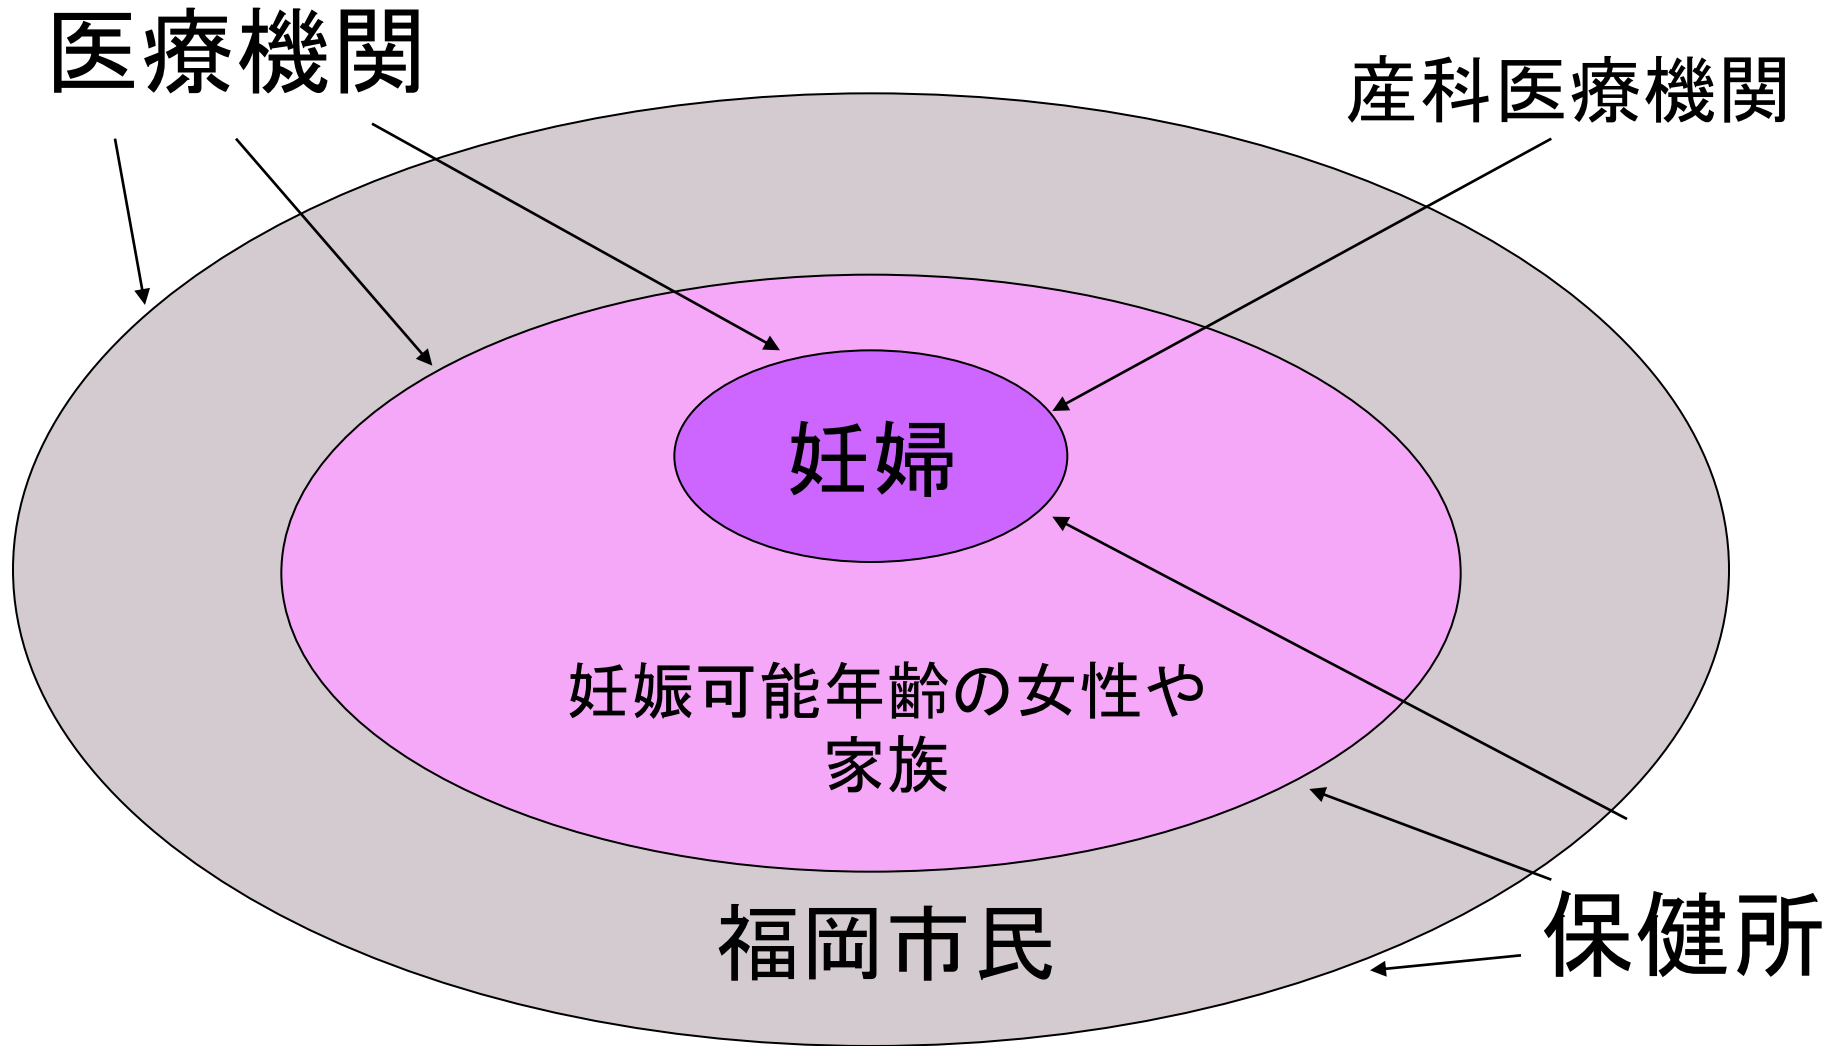 医療機関
産科医療機関
妊婦
妊娠可能年齢の女性や
家族
福岡市民
保健所